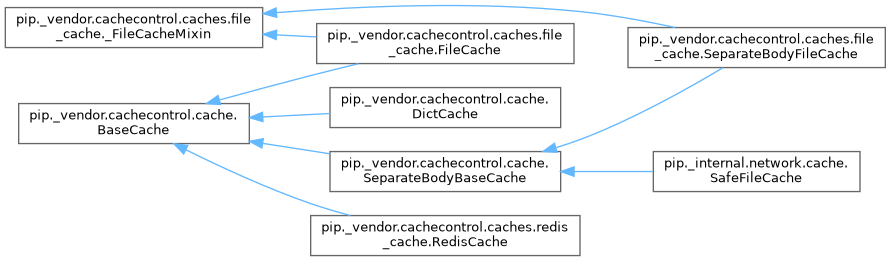 pip._vendor.cachecontrol.caches.file
_cache._FileCacheMixin
pip._vendor.cachecontrol.caches.file
_cache.FileCache
pip._vendor.cachecontrol.caches.file
_cache.SeparateBodyFileCache
pip._vendor.cachecontrol.cache.
BaseCache
pip._vendor.cachecontrol.cache.
DictCache
pip._vendor.cachecontrol.cache.
SeparateBodyBaseCache
pip._internal.network.cache.
SafeFileCache
pip._vendor.cachecontrol.caches.redis
_cache.RedisCache